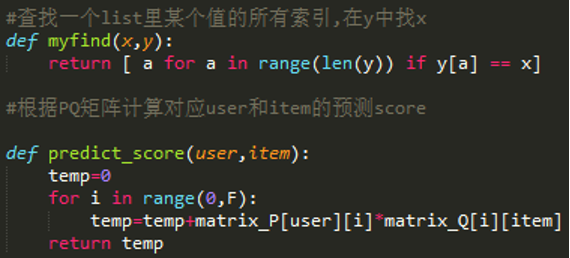 #查找一个list里某个值的所有索引,在y中找x
def myfind(x,y):
    return [ a for a in range(len(y)) if y[a] == x]
#根据PQ矩阵计算对应user和item的预测score
def predict_score(user,item):
    temp=0
    for i in range(0,F):
        temp=temp+matrix_P[user][i]*matrix_Q[i][item]
    return temp